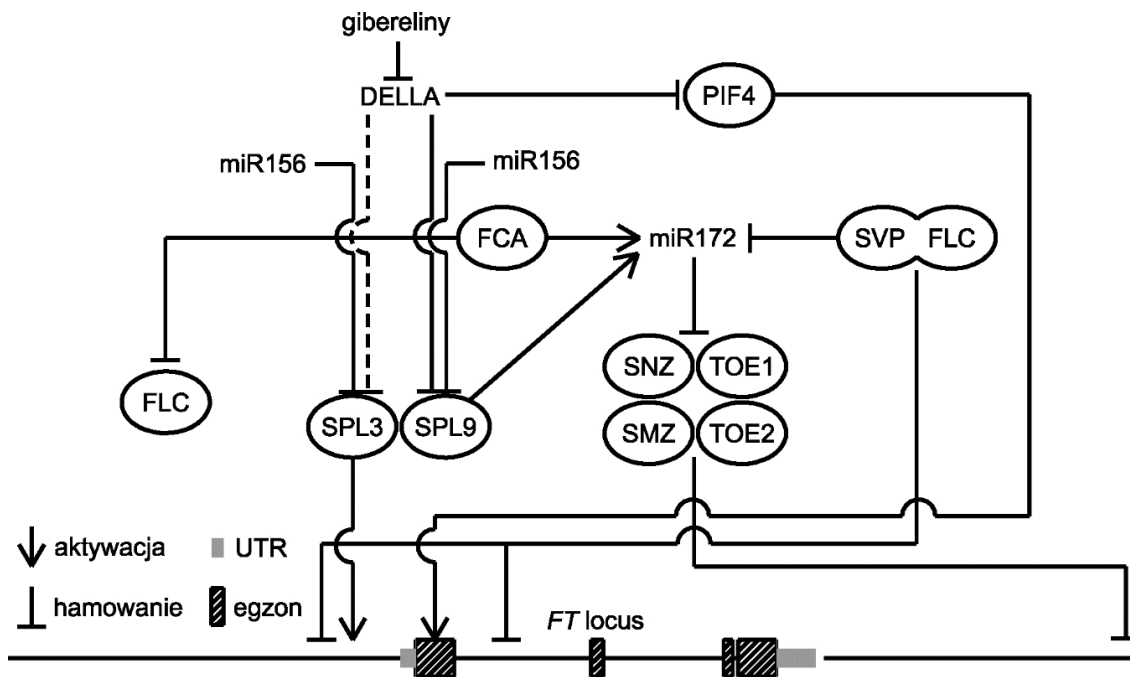 gibereliny
DELLA
PIF4
miR156
miR156
FCA
miR172
SVP
FLC
SNZ
TOE1
FLC
SPL3
SPL9
SMZ
TOE2
aktywacja
UTR
hamowanie
egzon
FT locus